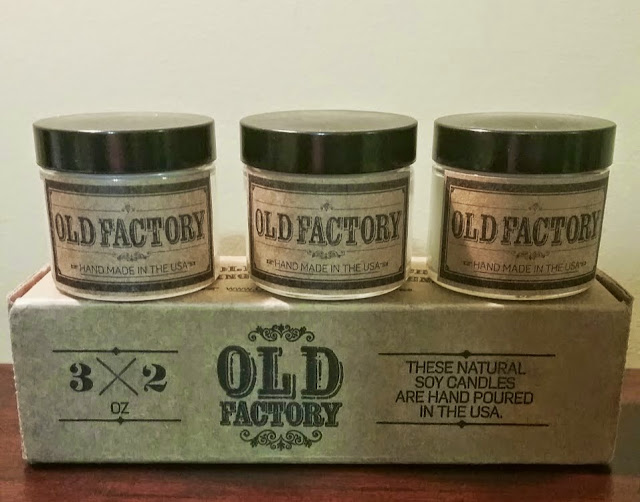 OLD FACTORY
HAND MADE IN THE USA
OLD FACTORY
HAND MADE IN THE USA
OLD FACTORY
HAND MADE IN THE USA
3 X 2
OZ
OLD
FACTORY
THESE NATURAL
SOY CANDLES
ARE HAND POURED
IN THE USA.